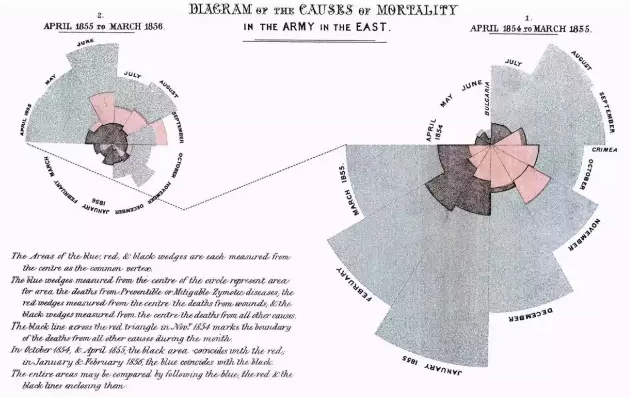 DIAGRAM OF THE CAUSES OF MORTALITY
IN THE ARMY IN THE EAST.
2.
APRIL 1855 TO MARCH 1856.
1.
APRIL 1854 TO MARCH 1855.
APRIL 1855
MAY
JUNE
JULY
AUGUST
SEPTEMBER
OCTOBER
NOVEMBER
DECEMBER
JANUARY 1856
FEBRUARY
MARCH
APRIL 1854
MAY
JUNE
BULGARIA
JULY
AUGUST
SEPTEMBER
CRIMEA
OCTOBER
NOVEMBER
DECEMBER
JANUARY 1855
FEBRUARY
MARCH 1855
The Areas of the blue, red, & black wedges are each measured from
the centre as the common vertex.
The blue wedges measured from the centre of the circle represent area
for area the deaths from Preventible or Mitigable Zymotic diseases, the
red wedges measured from the centre the deaths from wounds, & the
black wedges measured from the centre the deaths from all other causes.
The black line across the red triangle in Novr. 1854 marks the boundary
of the deaths from all other causes during the month.
In October 1854, & April 1855, the black area coincides with the red,
in January & February 1856, the blue coincides with the black.
The entire areas may be compared by following the blue, the red & the
black lines enclosing them.